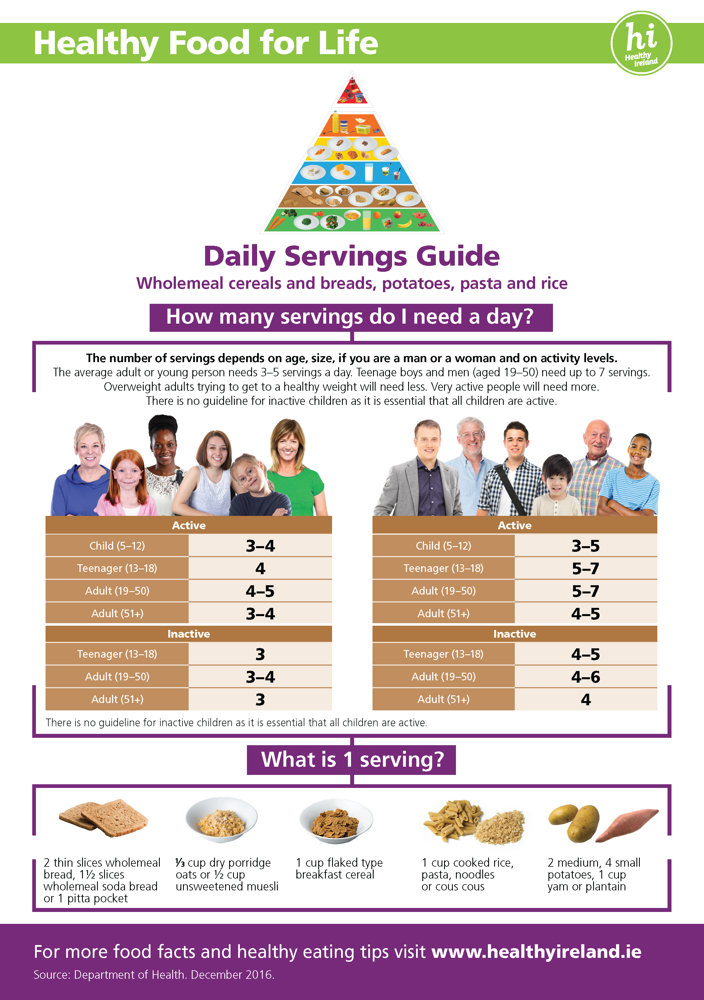 Healthy Food for Life
hi
Healthy
Ireland
Daily Servings Guide
Wholemeal cereals and breads, potatoes, pasta and rice
How many servings do I need a day?
The number of servings depends on age, size, if you are a man or a woman and on activity levels.
The average adult or young person needs 3–5 servings a day. Teenage boys and men (aged 19–50) need up to 7 servings.
Overweight adults trying to get to a healthy weight will need less. Very active people will need more.
There is no guideline for inactive children as it is essential that all children are active.
Active
Child (5–12) 3–4
Teenager (13–18) 4
Adult (19–50) 4–5
Adult (51+) 3–4
Inactive
Teenager (13–18) 3
Adult (19–50) 3–4
Adult (51+) 3
Active
Child (5–12) 3–5
Teenager (13–18) 5–7
Adult (19–50) 5–7
Adult (51+) 4–5
Inactive
Teenager (13–18) 4–5
Adult (19–50) 4–6
Adult (51+) 4
There is no guideline for inactive children as it is essential that all children are active.
What is 1 serving?
2 thin slices wholemeal
bread, 1½ slices
wholemeal soda bread
or 1 pitta pocket
⅓ cup dry porridge
oats or ½ cup
unsweetened muesli
1 cup flaked type
breakfast cereal
1 cup cooked rice,
pasta, noodles
or cous cous
2 medium, 4 small
potatoes, 1 cup
yam or plantain
For more food facts and healthy eating tips visit www.healthyireland.ie
Source: Department of Health. December 2016.